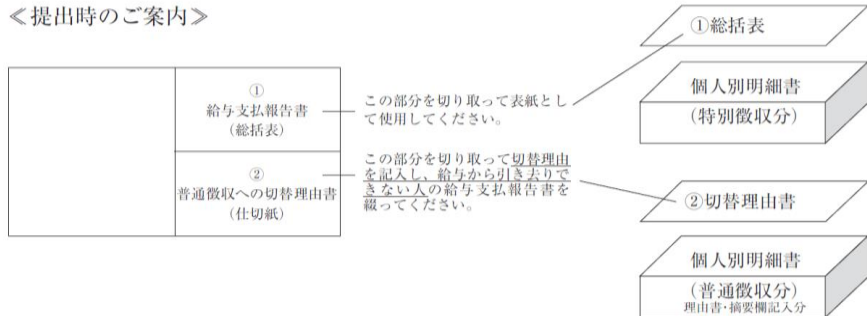 ≪提出時のご案内≫
①
給与支払報告書
(総括表)
②
普通徴収への切替理由書
(仕切紙)
この部分を切り取って表紙とし
て使用してください。
この部分を切り取って切替理由
を記入し、給与から引き去りで
きない人の給与支払報告書を
綴ってください。
①総括表
個人別明細書
(特別徴収分)
②切替理由書
個人別明細書
(普通徴収分)
理由書・摘要欄記入分